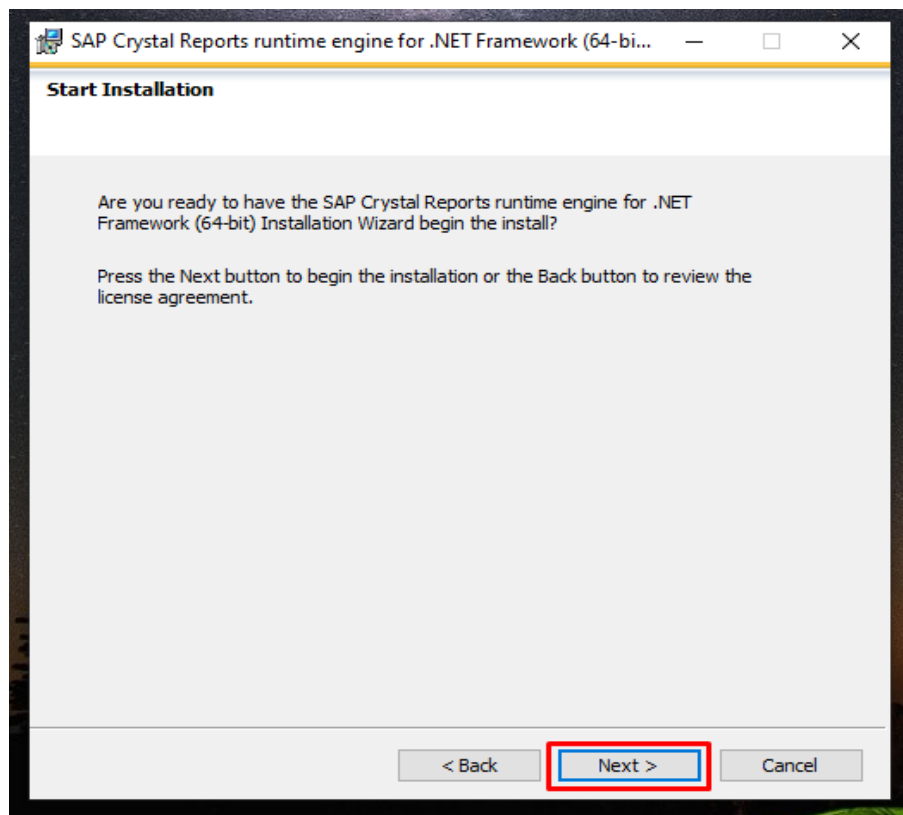 SAP Crystal Reports runtime engine for .NET Framework (64-bi...
Start Installation
Are you ready to have the SAP Crystal Reports runtime engine for .NET
Framework (64-bit) Installation Wizard begin the install?
Press the Next button to begin the installation or the Back button to review the
license agreement.
< Back Next > Cancel